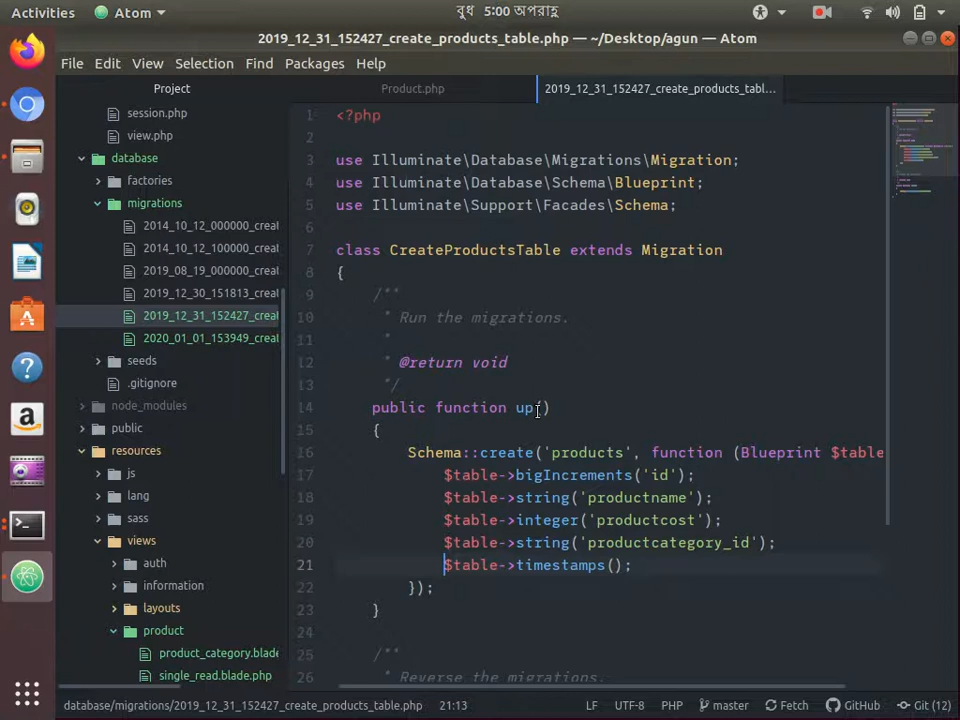 Activities Atom বুধ 5:00 অপরাহ্ণ
2019_12_31_152427_create_products_table.php — ~/Desktop/agun — Atom
File Edit View Selection Find Packages Help
Project Product.php 2019_12_31_152427_create_products_tabl...
session.php
view.php
database
factories
migrations
2014_10_12_000000_creat
2014_10_12_100000_creat
2019_08_19_000000_creat
2019_12_30_151813_creat
2019_12_31_152427_creat
2020_01_01_153949_creat
seeds
.gitignore
node_modules
public
resources
js
lang
sass
views
auth
information
layouts
product
product_category.blade
single_read.blade.php
1 <?php
2
3 use Illuminate\Database\Migrations\Migration;
4 use Illuminate\Database\Schema\Blueprint;
5 use Illuminate\Support\Facades\Schema;
6
7 class CreateProductsTable extends Migration
8 {
9 /**
10 * Run the migrations.
11 *
12 * @return void
13 */
14 public function up()
15 {
16 Schema::create('products', function (Blueprint $table
17 $table->bigIncrements('id');
18 $table->string('productname');
19 $table->integer('productcost');
20 $table->string('productcategory_id');
21 $table->timestamps();
22 });
23 }
24
25 /**
26 * Reverse the migrations.
database/migrations/2019_12_31_152427_create_products_table.php 21:13 LF UTF-8 PHP master Fetch GitHub Git (12)